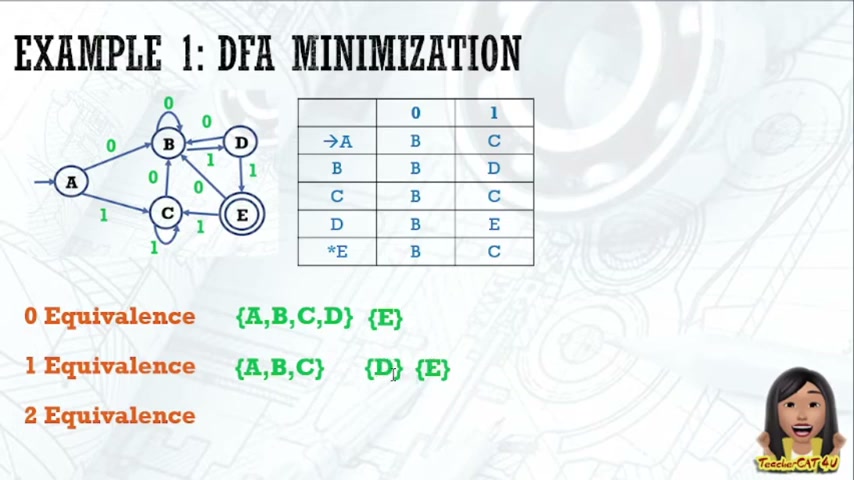 EXAMPLE 1: DFA MINIMIZATION
0
0
B
D
0
1
1
A
0
0
1
C
1
E
1
0 1
→A B C
B B D
C B C
D B E
*E B C
0 Equivalence {A,B,C,D} {E}
1 Equivalence {A,B,C} {D} {E}
2 Equivalence
TeacherCAT4U